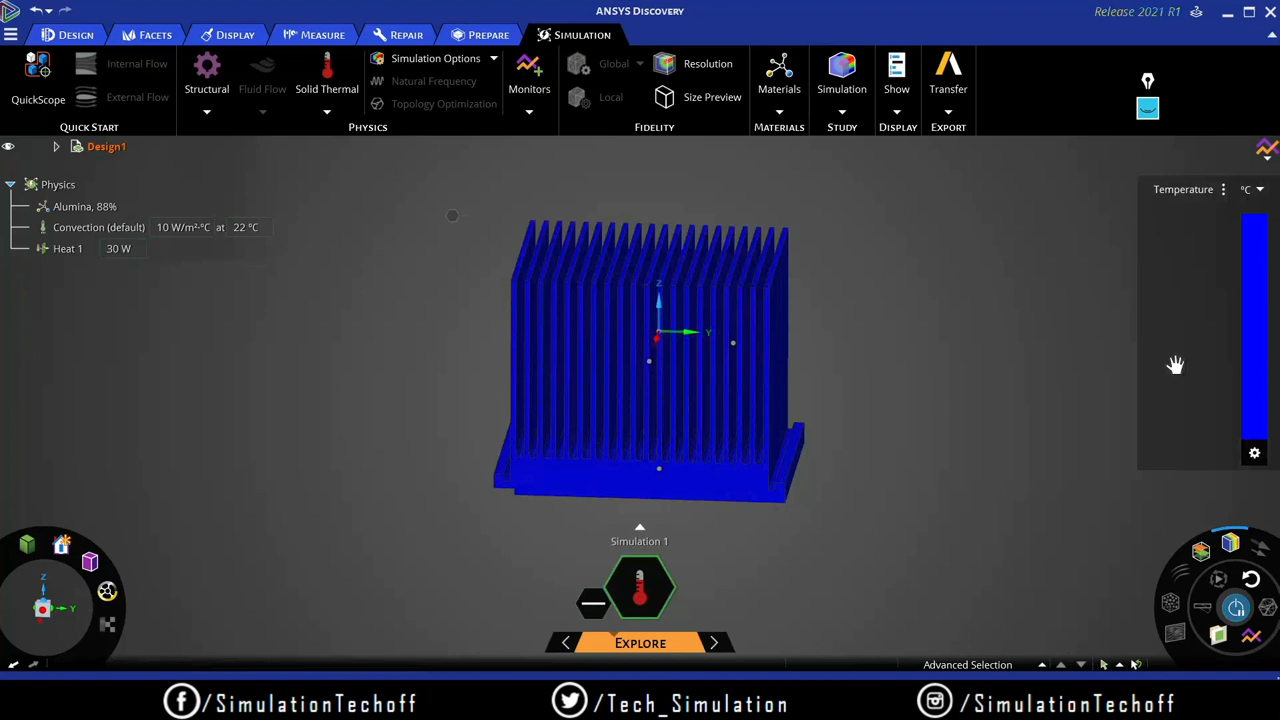 ANSYS Discovery
Release 2021 R1
DESIGN FACETS DISPLAY MEASURE REPAIR PREPARE SIMULATION
QuickScope
Internal Flow
External Flow
QUICK START
Structural
Fluid Flow
Solid Thermal
Simulation Options
Natural Frequency
Topology Optimization
PHYSICS
Monitors
Global
Local
Resolution
Size Preview
FIDELITY
Materials
MATERIALS
Simulation
STUDY
Show
DISPLAY
Transfer
EXPORT
Design1
Physics
Alumina, 88%
Convection (default) 10 W/m²·°C at 22 °C
Heat 1 30 W
Temperature °C
Z
Y
Simulation 1
EXPLORE
Z
Y
Advanced Selection
/SimulationTechoff
/Tech_Simulation
/SimulationTechoff